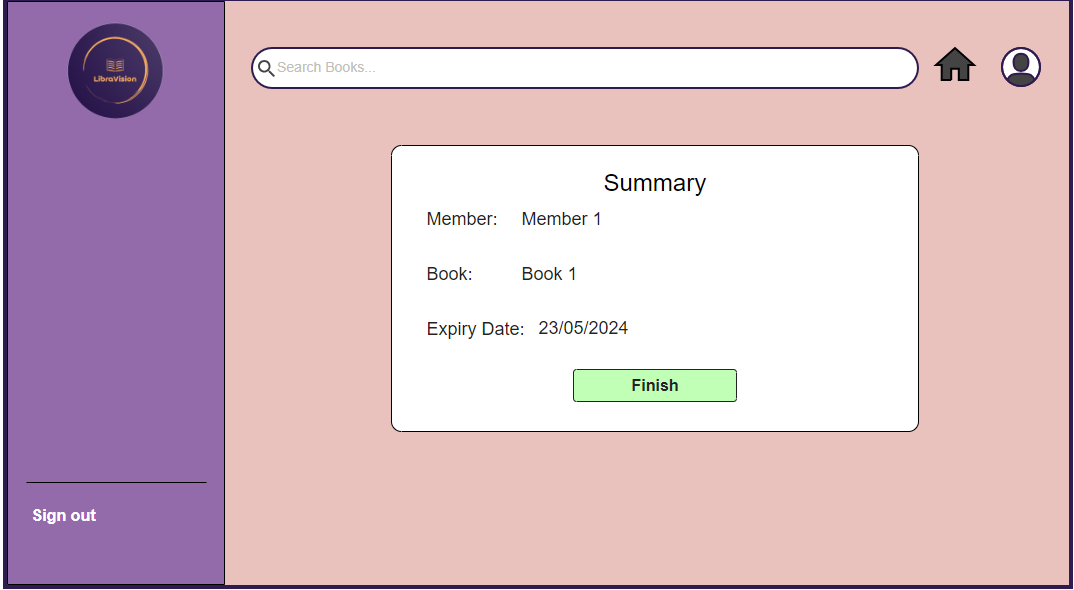 LibraVision
Search Books...
Summary
Member: Member 1
Book: Book 1
Expiry Date: 23/05/2024
Finish
Sign out